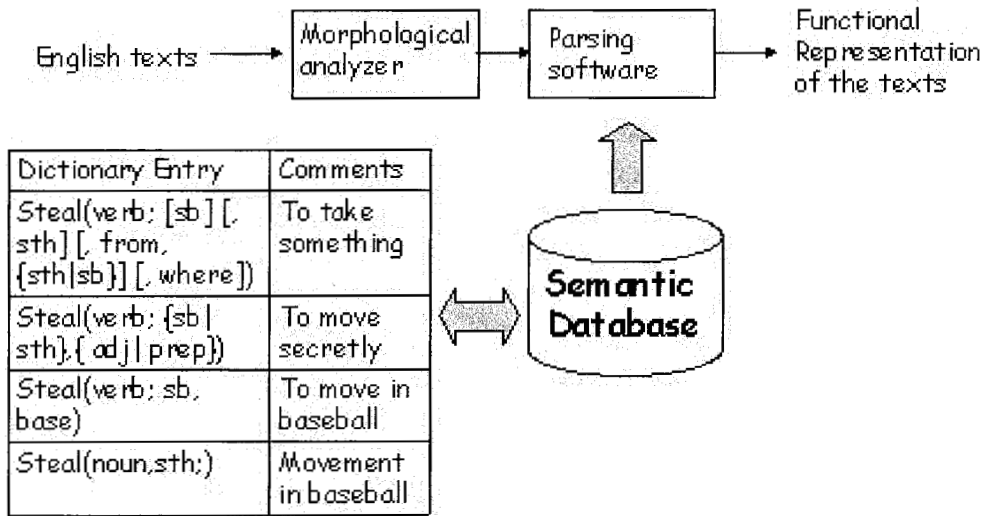 English texts
Morphological
analyzer
Parsing
software
Functional
Representation
of the texts
Dictionary Entry
Comments
Steal(verb; [sb] [,
sth] [, from,
{sth|sb}] [, where])
To take
something
Steal(verb; {sb|
sth},{ adj|prep})
To move
secretly
Steal(verb; sb,
base)
To move in
baseball
Steal(noun,sth;)
Movement
in baseball
Semantic
Database